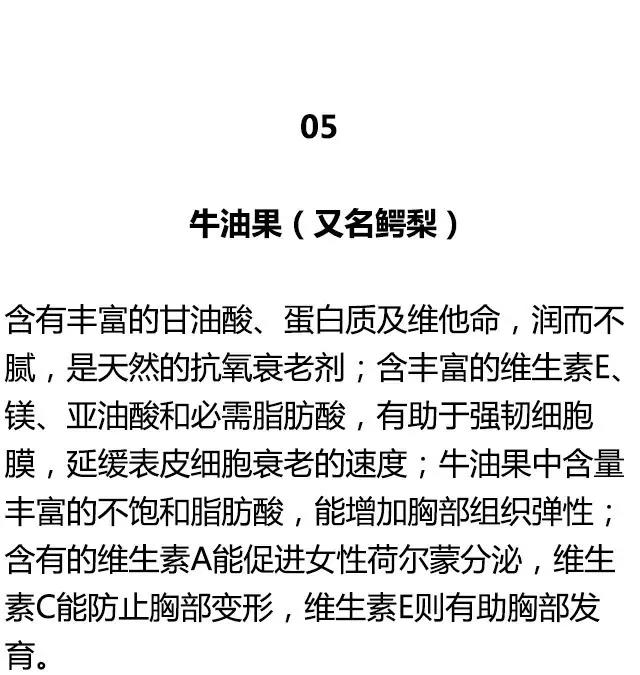 05
牛油果（又名鳄梨）
含有丰富的甘油酸、蛋白质及维他命，润而不
腻，是天然的抗氧衰老剂；含丰富的维生素E、
镁、亚油酸和必需脂肪酸，有助于强韧细胞
膜，延缓表皮细胞衰老的速度；牛油果中含量
丰富的不饱和脂肪酸，能增加胸部组织弹性；
含有的维生素A能促进女性荷尔蒙分泌，维生
素C能防止胸部变形，维生素E则有助胸部发
育。